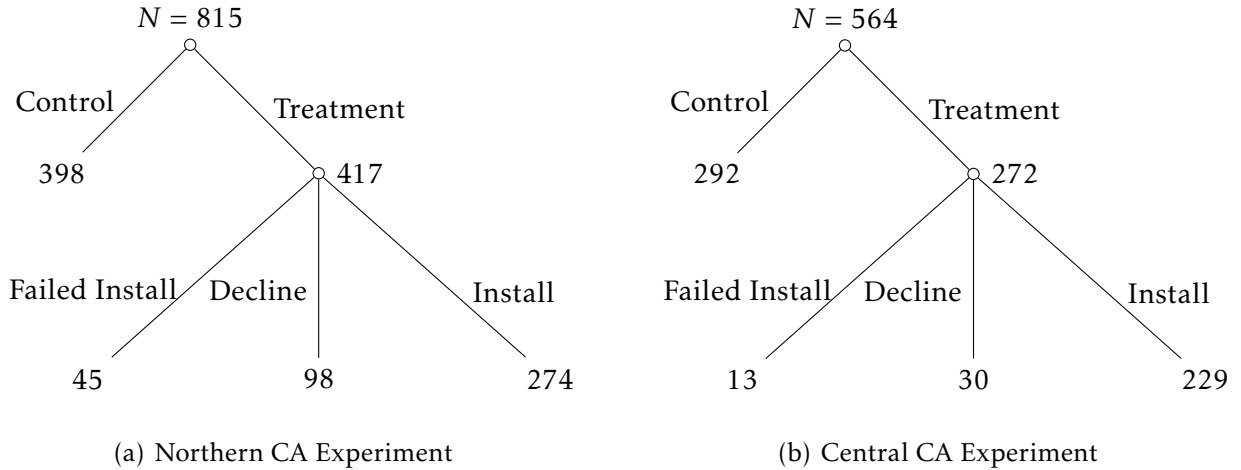 N = 815
Control
Treatment
398
417
Failed Install
Decline
Install
45
98
274
(a) Northern CA Experiment
N = 564
Control
Treatment
292
272
Failed Install
Decline
Install
13
30
229
(b) Central CA Experiment